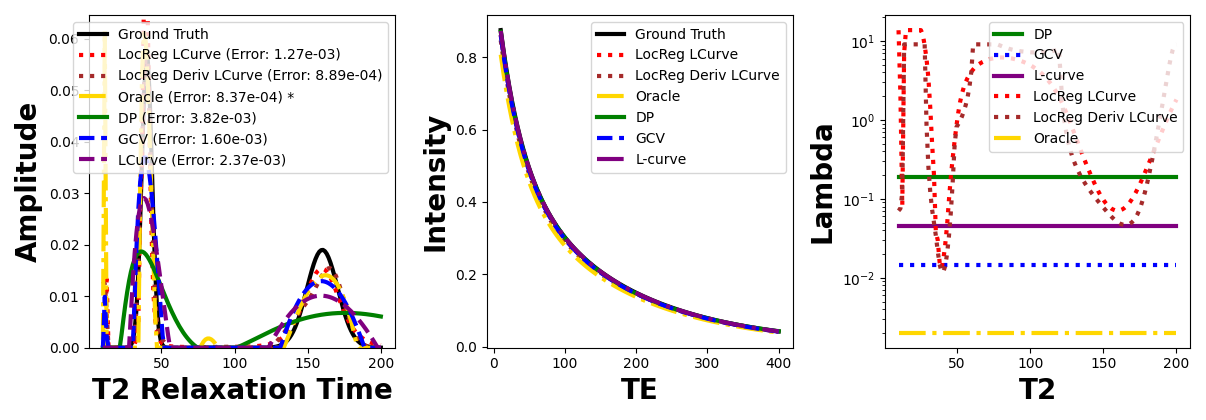 Amplitude
0.06
0.05
0.04
0.03
0.02
0.01
0.00
Ground Truth
LocReg LCurve (Error: 1.27e-03)
LocReg Deriv LCurve (Error: 8.89e-04)
Oracle (Error: 8.37e-04) *
DP (Error: 3.82e-03)
GCV (Error: 1.60e-03)
LCurve (Error: 2.37e-03)
50 100 150 200
T2 Relaxation Time
Intensity
0.8
0.6
0.4
0.2
0.0
Ground Truth
LocReg LCurve
LocReg Deriv LCurve
Oracle
DP
GCV
L-curve
0 100 200 300 400
TE
Lambda
10¹
10⁰
10⁻¹
10⁻²
DP
GCV
L-curve
LocReg LCurve
LocReg Deriv LCurve
Oracle
50 100 150 200
T2